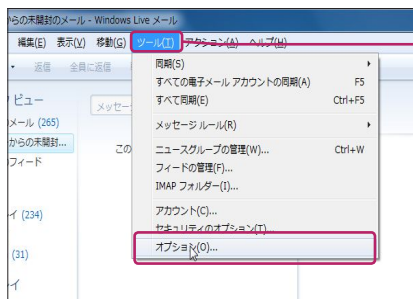 からの未開封のメール - Windows Live メール
編集(E) 表示(V) 移動(G) ツール(T) アクション(A) ヘルプ(H)
返信 全員に返信
ビュー
メール (265)
からの未開封...
フィード
イ (234)
(31)
イ
メッセー
この
同期(S)
すべての電子メール アカウントの同期(A) F5
すべて同期(E) Ctrl+F5
メッセージ ルール(R)
ニュースグループの管理(W)... Ctrl+W
フィードの管理(F)...
IMAP フォルダー(I)...
アカウント(C)...
セキュリティのオプション(T)...
オプション(O)...